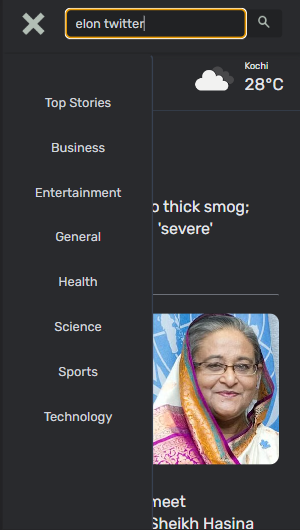 elon twitter
Kochi
28°C
Top Stories
Business
Entertainment
General
Health
Science
Sports
Technology
thick smog;
'severe'
meet
Sheikh Hasina